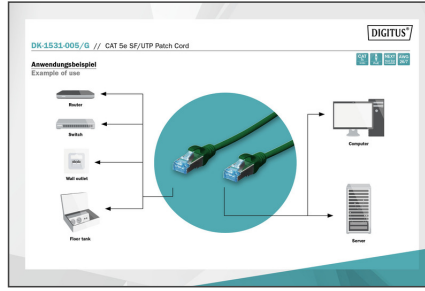 DIGITUS®
DK-1531-005/G // CAT 5e SF/UTP Patch Cord
Anwendungsbeispiel
Example of use
Router
Switch
Wall outlet
Floor tank
Computer
Server